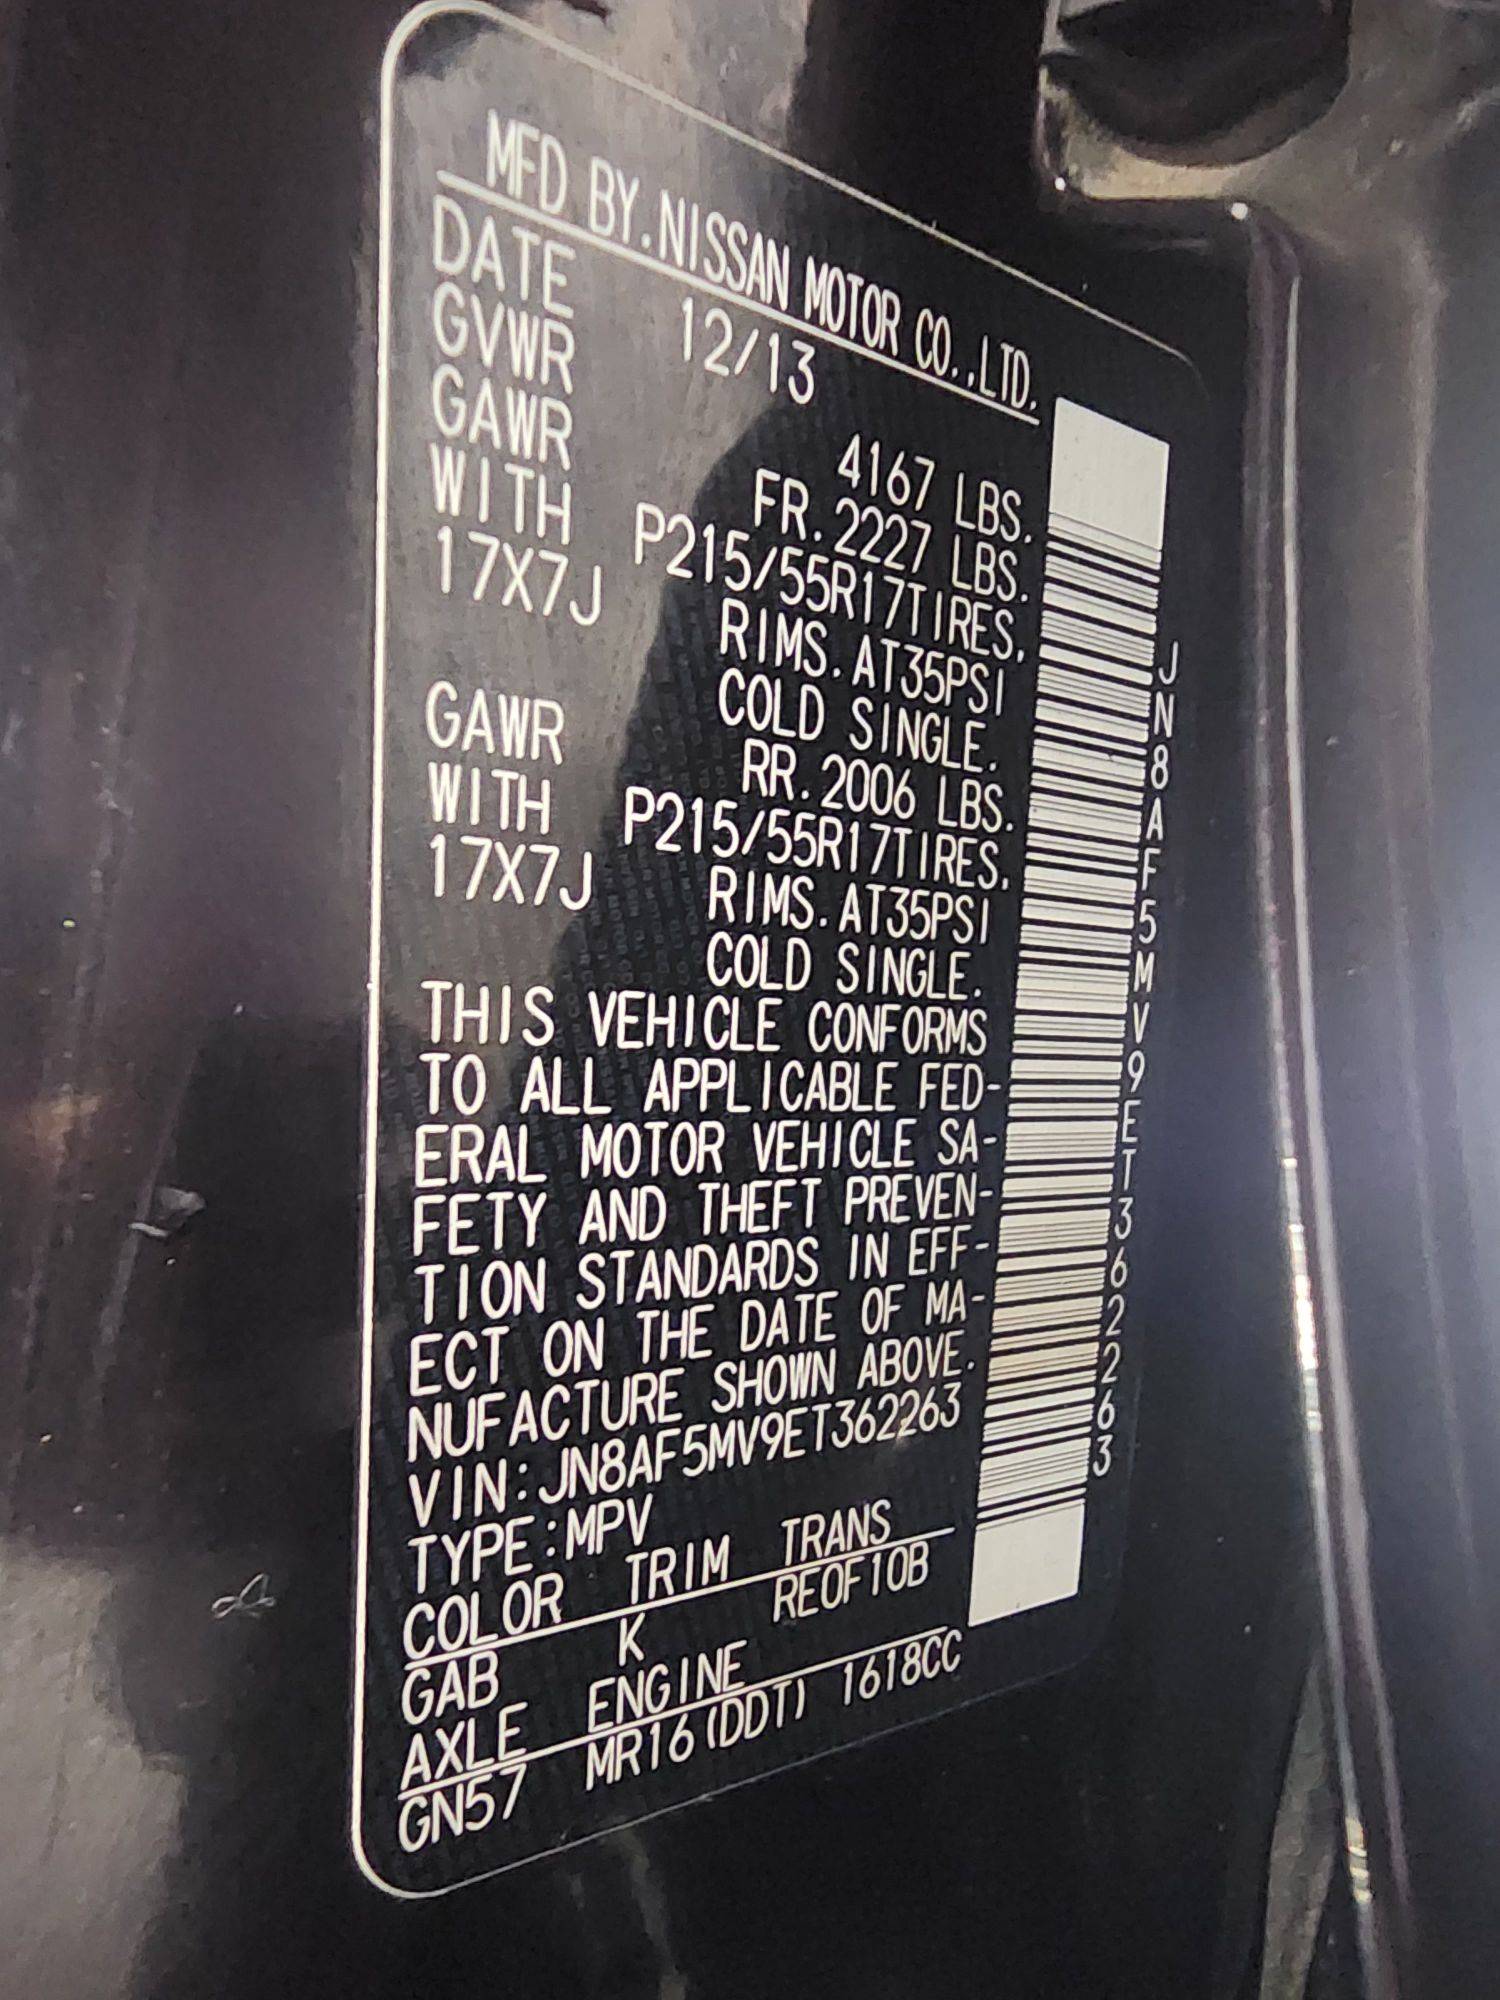 MFD BY.NISSAN MOTOR CO.,LTD.
DATE 12/13
GVWR 4167 LBS.
GAWR FR.2227 LBS.
WITH P215/55R17TIRES.
17X7J RIMS.AT35PSI
COLD SINGLE.
GAWR RR.2006 LBS.
WITH P215/55R17TIRES.
17X7J RIMS.AT35PSI
COLD SINGLE.
THIS VEHICLE CONFORMS
TO ALL APPLICABLE FED-
ERAL MOTOR VEHICLE SA-
FETY AND THEFT PREVEN-
TION STANDARDS IN EFF-
ECT ON THE DATE OF MA-
NUFACTURE SHOWN ABOVE.
VIN:JN8AF5MV9ET362263
TYPE:MPV
COLOR TRIM TRANS
GAB K RE0F10B
AXLE ENGINE
GN57 MR16(DDT) 1618CC
JN8AF5MV9ET362263